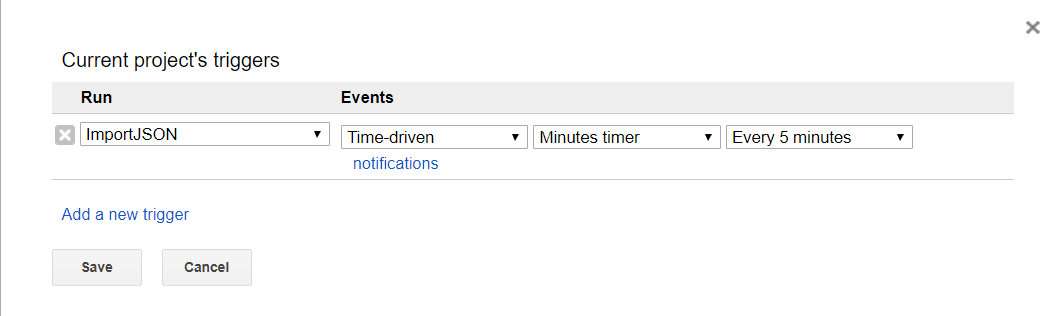 Current project's triggers
Run Events
ImportJSON Time-driven Minutes timer Every 5 minutes
notifications
Add a new trigger
Save Cancel